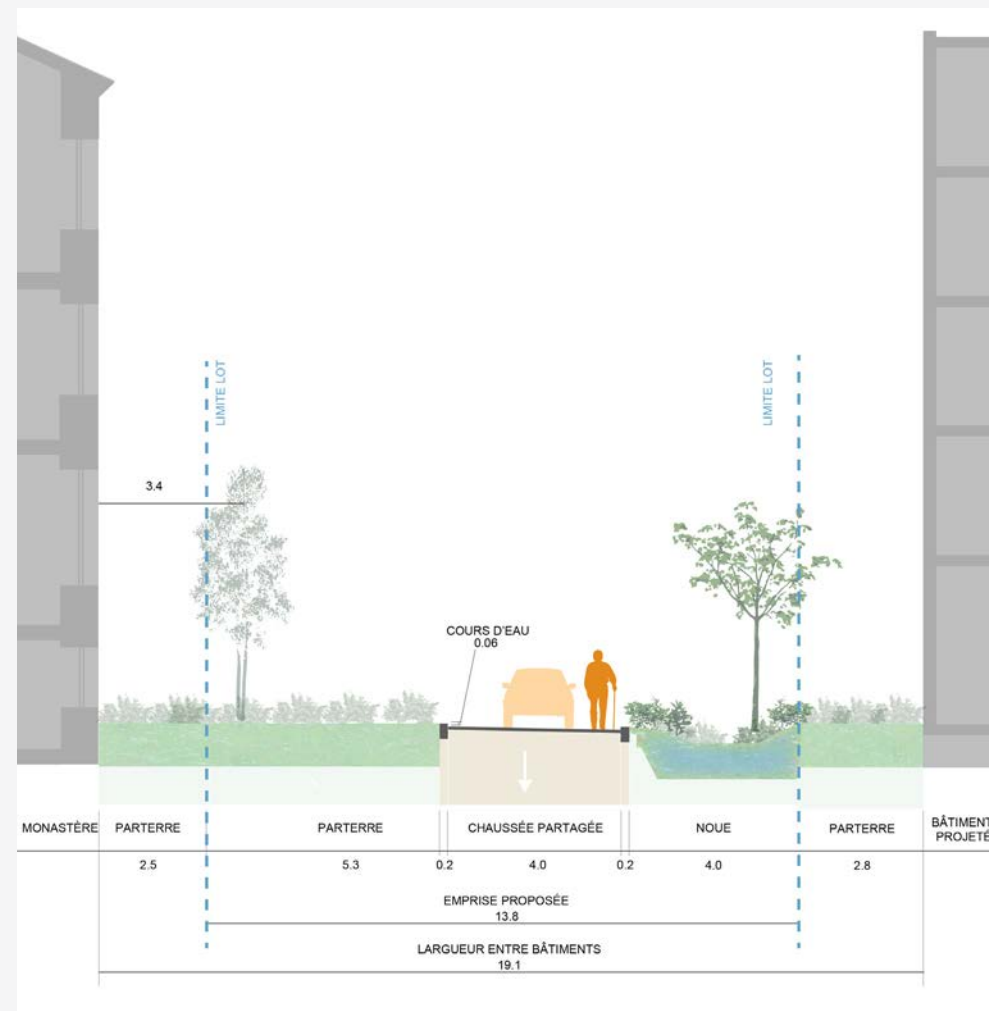 LIMITE LOT
LIMITE LOT
3.4
COURS D'EAU
0.06
MONASTÈRE
PARTERRE
PARTERRE
CHAUSSÉE PARTAGÉE
NOUE
PARTERRE
BÂTIMENT
PROJETÉ
2.5
5.3
0.2
4.0
0.2
4.0
2.8
EMPRISE PROPOSÉE
13.8
LARGUEUR ENTRE BÂTIMENTS
19.1